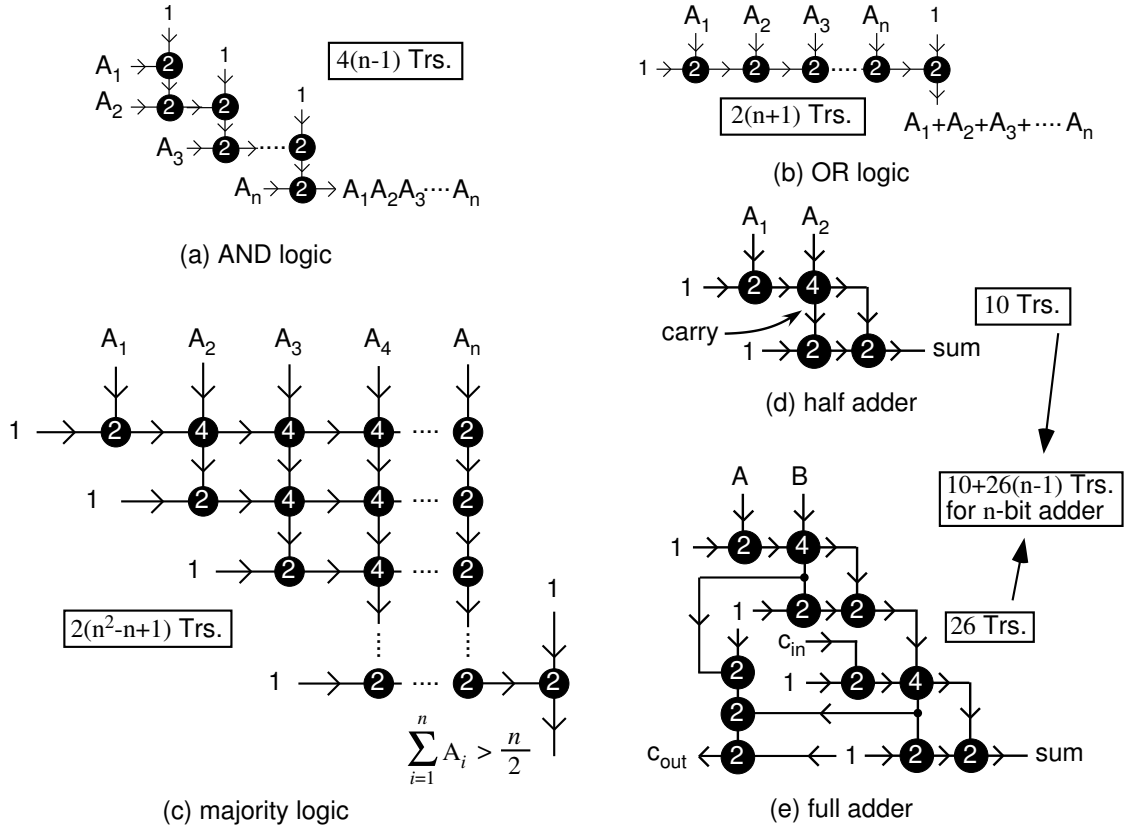 1
1
4(n-1) Trs.
A1
2
1
A2
2
2
A3
2
····
2
An
2
A1A2A3····An
(a) AND logic
A1
A2
A3
An
1
1
2
2
2
····
2
2
2(n+1) Trs.
A1+A2+A3+····An
(b) OR logic
A1
A2
A3
A4
An
1
2
4
4
4
····
2
1
2
4
4
····
2
1
2
4
····
2
1
2(n²-n+1) Trs.
····
····
1
2
····
2
2
n
∑ Ai > n/2
i=1
(c) majority logic
A1
A2
1
2
4
10 Trs.
carry
1
2
2
sum
(d) half adder
10+26(n-1) Trs.
for n-bit adder
A
B
1
2
4
1
2
2
26 Trs.
1
cin
2
1
2
4
2
cout
2
1
2
2
sum
(e) full adder